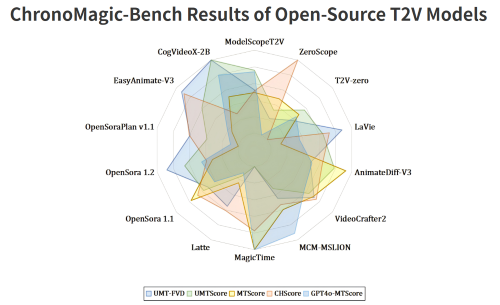 ChronoMagic-Bench Results of Open-Source T2V Models
ModelScopeT2V
CogVideoX-2B
ZeroScope
EasyAnimate-V3
T2V-zero
OpenSoraPlan v1.1
LaVie
OpenSora 1.2
AnimateDiff-V3
OpenSora 1.1
VideoCrafter2
Latte
MCM-MSLION
MagicTime
UMT-FVD UMTScore MTScore CHScore GPT4o-MTScore